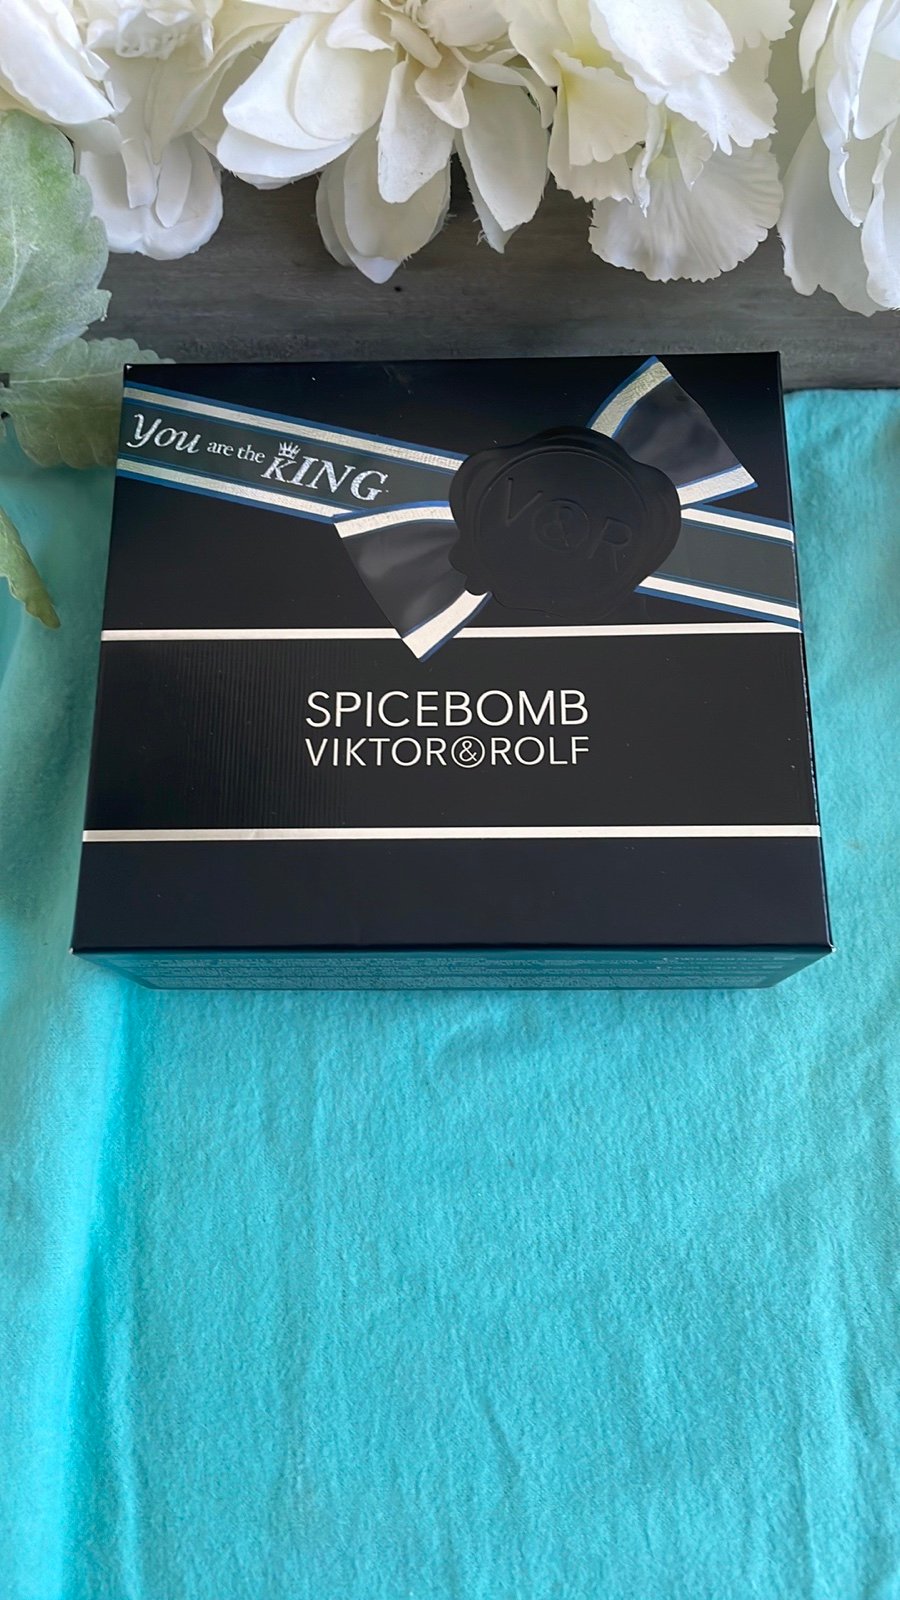 You are the KING
V&R
SPICEBOMB
VIKTOR&ROLF